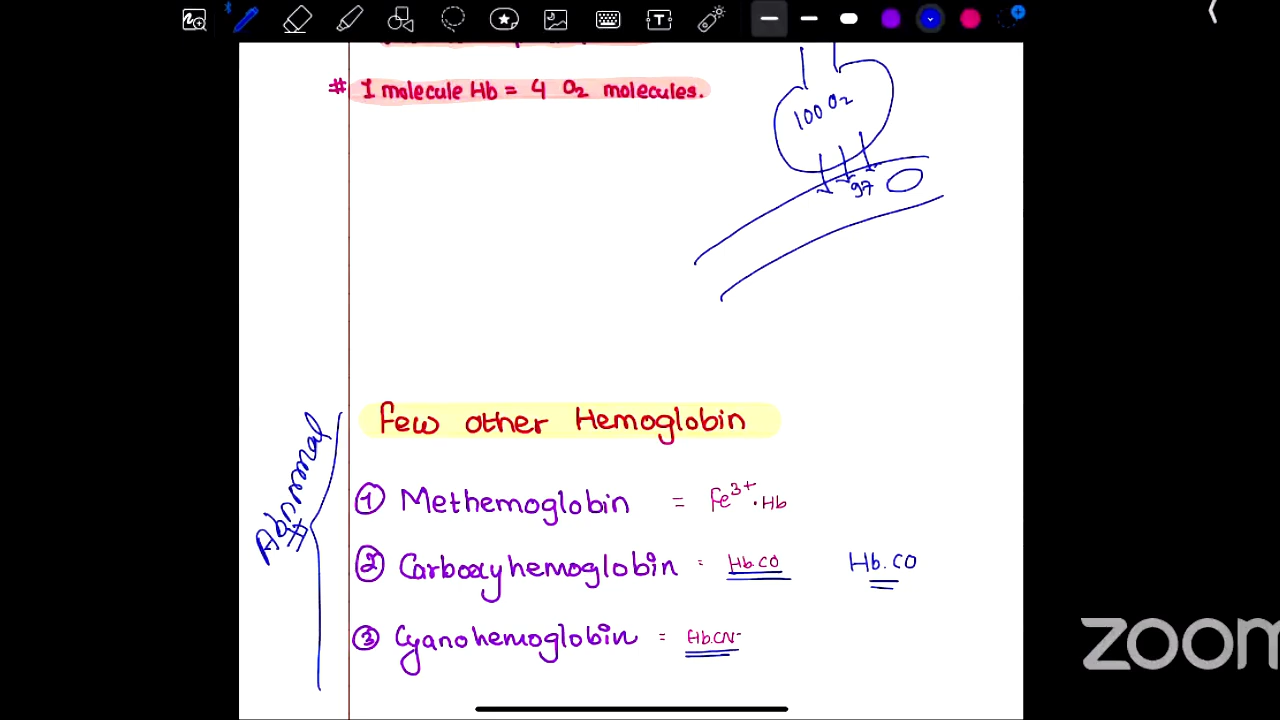 # 1 molecule Hb = 4 O2 molecules.
100 O2
97
Few other Hemoglobin
Abnormal
① Methemoglobin = Fe³⁺.Hb
② Carboxyhemoglobin = Hb.CO Hb.CO
③ Cyanohemoglobin = Hb.CN⁻
zoom